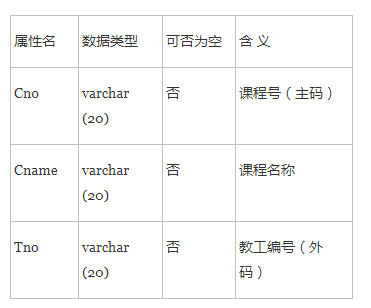 属性名 数据类型 可否为空 含 义
Cno varchar 否 课程号（主码）
(20)
Cname varchar 否 课程名称
(20)
Tno varchar 否 教工编号（外
(20) 码）